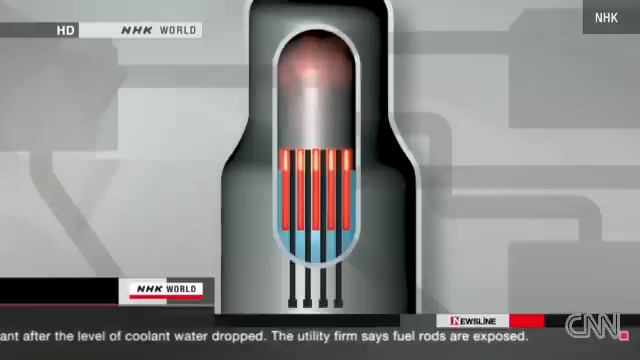 HD NHK WORLD
NHK
NHK WORLD
NEWSLINE
CNN
ant after the level of coolant water dropped. The utility firm says fuel rods are exposed.